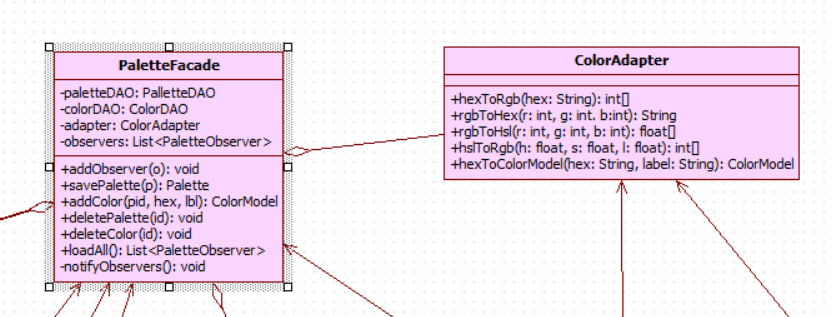 PaletteFacade
-paletteDAO: PalletteDAO
-colorDAO: ColorDAO
-adapter: ColorAdapter
-observers: List<PaletteObserver>
+addObserver(o): void
+savePalette(p): Palette
+addColor(pid, hex, lbl): ColorModel
+deletePalette(id): void
+deleteColor(id): void
+loadAll(): List<PaletteObserver>
-notifyObservers(): void
ColorAdapter
+hexToRgb(hex: String): int[]
+rgbToHex(r: int, g: int. b:int): String
+rgbToHsl(r: int, g: int, b: int): float[]
+hslToRgb(h: float, s: float, l: float): int[]
+hexToColorModel(hex: String, label: String): ColorModel